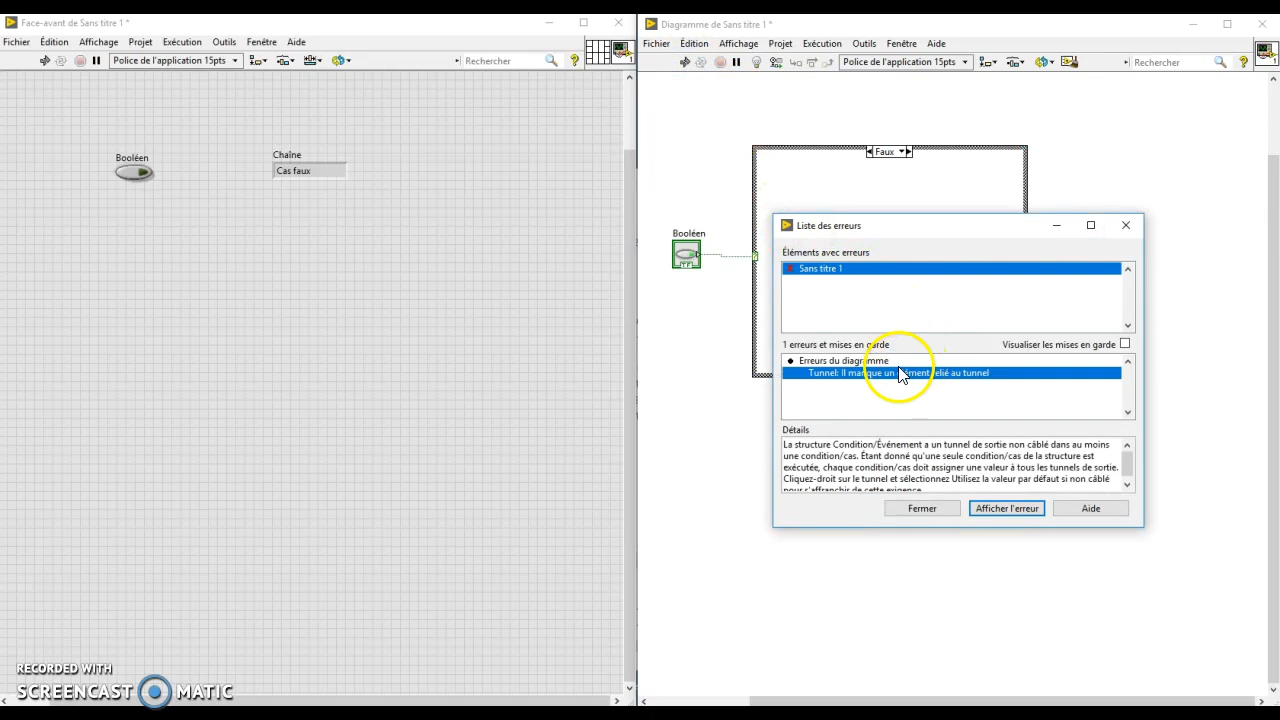 Face-avant de Sans titre 1 *
Fichier Édition Affichage Projet Exécution Outils Fenêtre Aide
Police de l'application 15pts
Rechercher
Booléen
Chaîne
Cas faux
RECORDED WITH
SCREENCAST MATIC
Diagramme de Sans titre 1 *
Fichier Édition Affichage Projet Exécution Outils Fenêtre Aide
Police de l'application 15pts
Rechercher
Faux
Booléen
TF
Liste des erreurs
Éléments avec erreurs
Sans titre 1
1 erreurs et mises en garde
Visualiser les mises en garde
Erreurs du diagramme
Tunnel: Il manque un élément relié au tunnel
Détails
La structure Condition/Événement a un tunnel de sortie non câblé dans au moins
une condition/cas. Étant donné qu'une seule condition/cas de la structure est
exécutée, chaque condition/cas doit assigner une valeur à tous les tunnels de sortie.
Cliquez-droit sur le tunnel et sélectionnez Utilisez la valeur par défaut si non câblé
pour s'affranchir de cette exigence.
Fermer
Afficher l'erreur
Aide